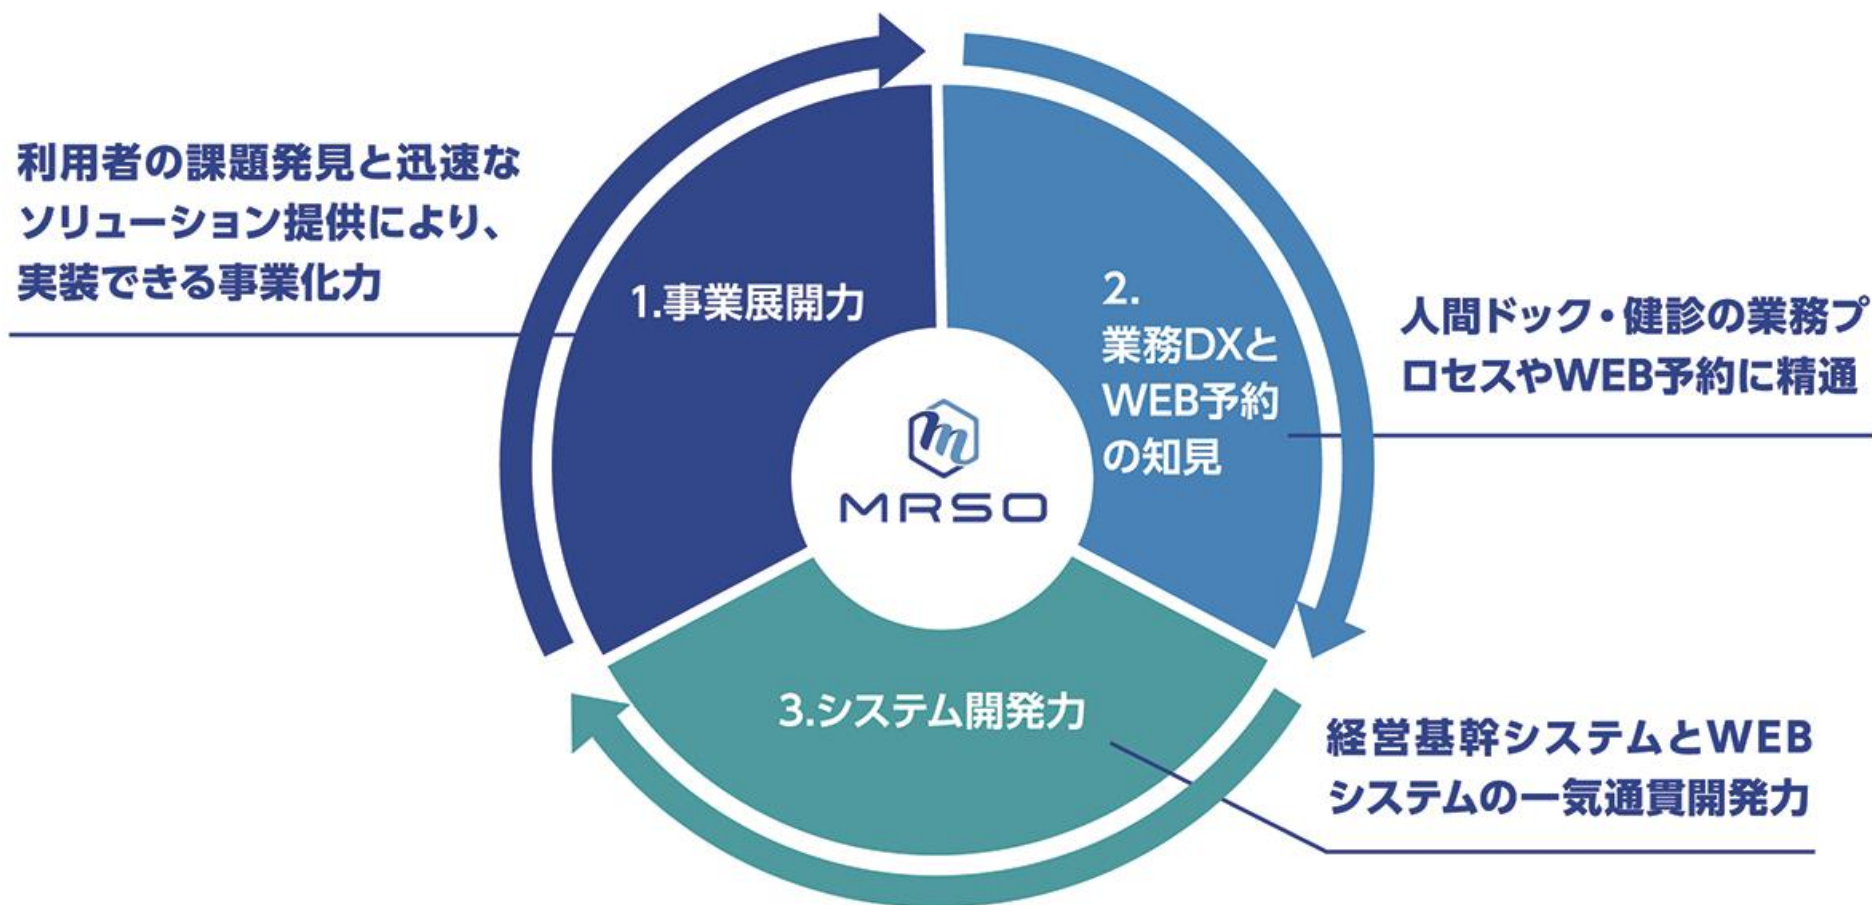 利用者の課題発見と迅速な
ソリューション提供により、
実装できる事業化力
1.事業展開力
2.
業務DXと
WEB予約
の知見
人間ドック・健診の業務プ
ロセスやWEB予約に精通
m
MRSO
3.システム開発力
経営基幹システムとWEB
システムの一気通貫開発力